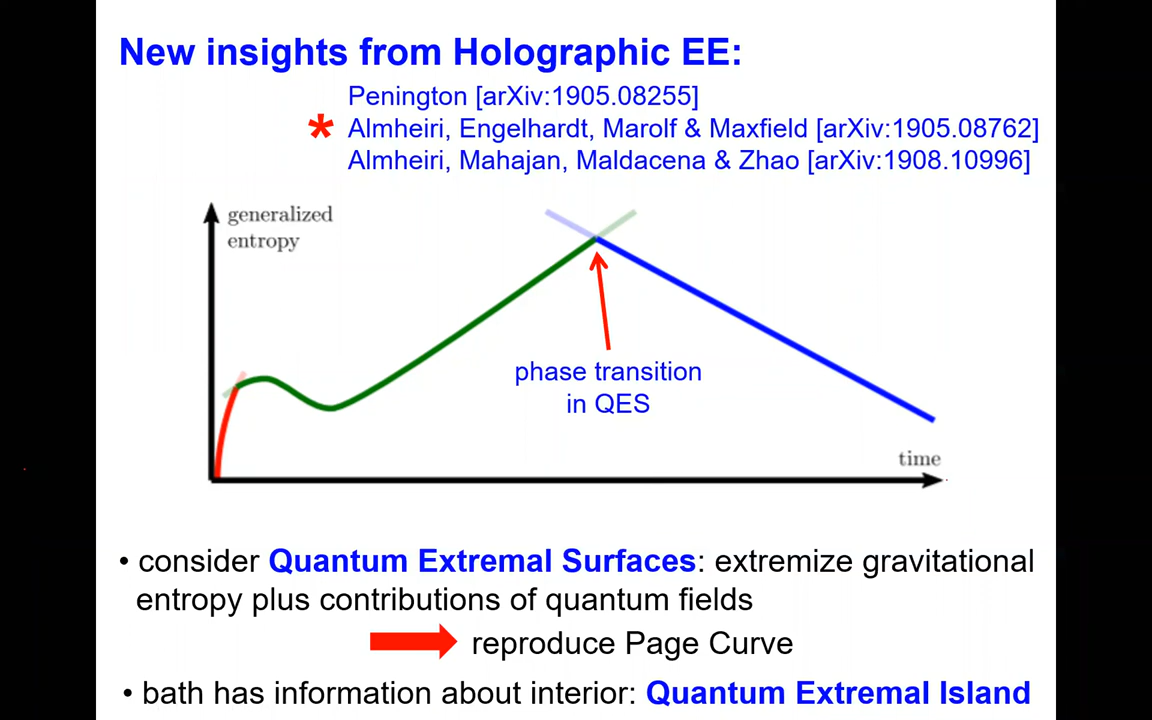 New insights from Holographic EE:
Penington [arXiv:1905.08255]
* Almheiri, Engelhardt, Marolf & Maxfield [arXiv:1905.08762]
Almheiri, Mahajan, Maldacena & Zhao [arXiv:1908.10996]
generalized
entropy
phase transition
in QES
time
• consider Quantum Extremal Surfaces: extremize gravitational
entropy plus contributions of quantum fields
reproduce Page Curve
• bath has information about interior: Quantum Extremal Island